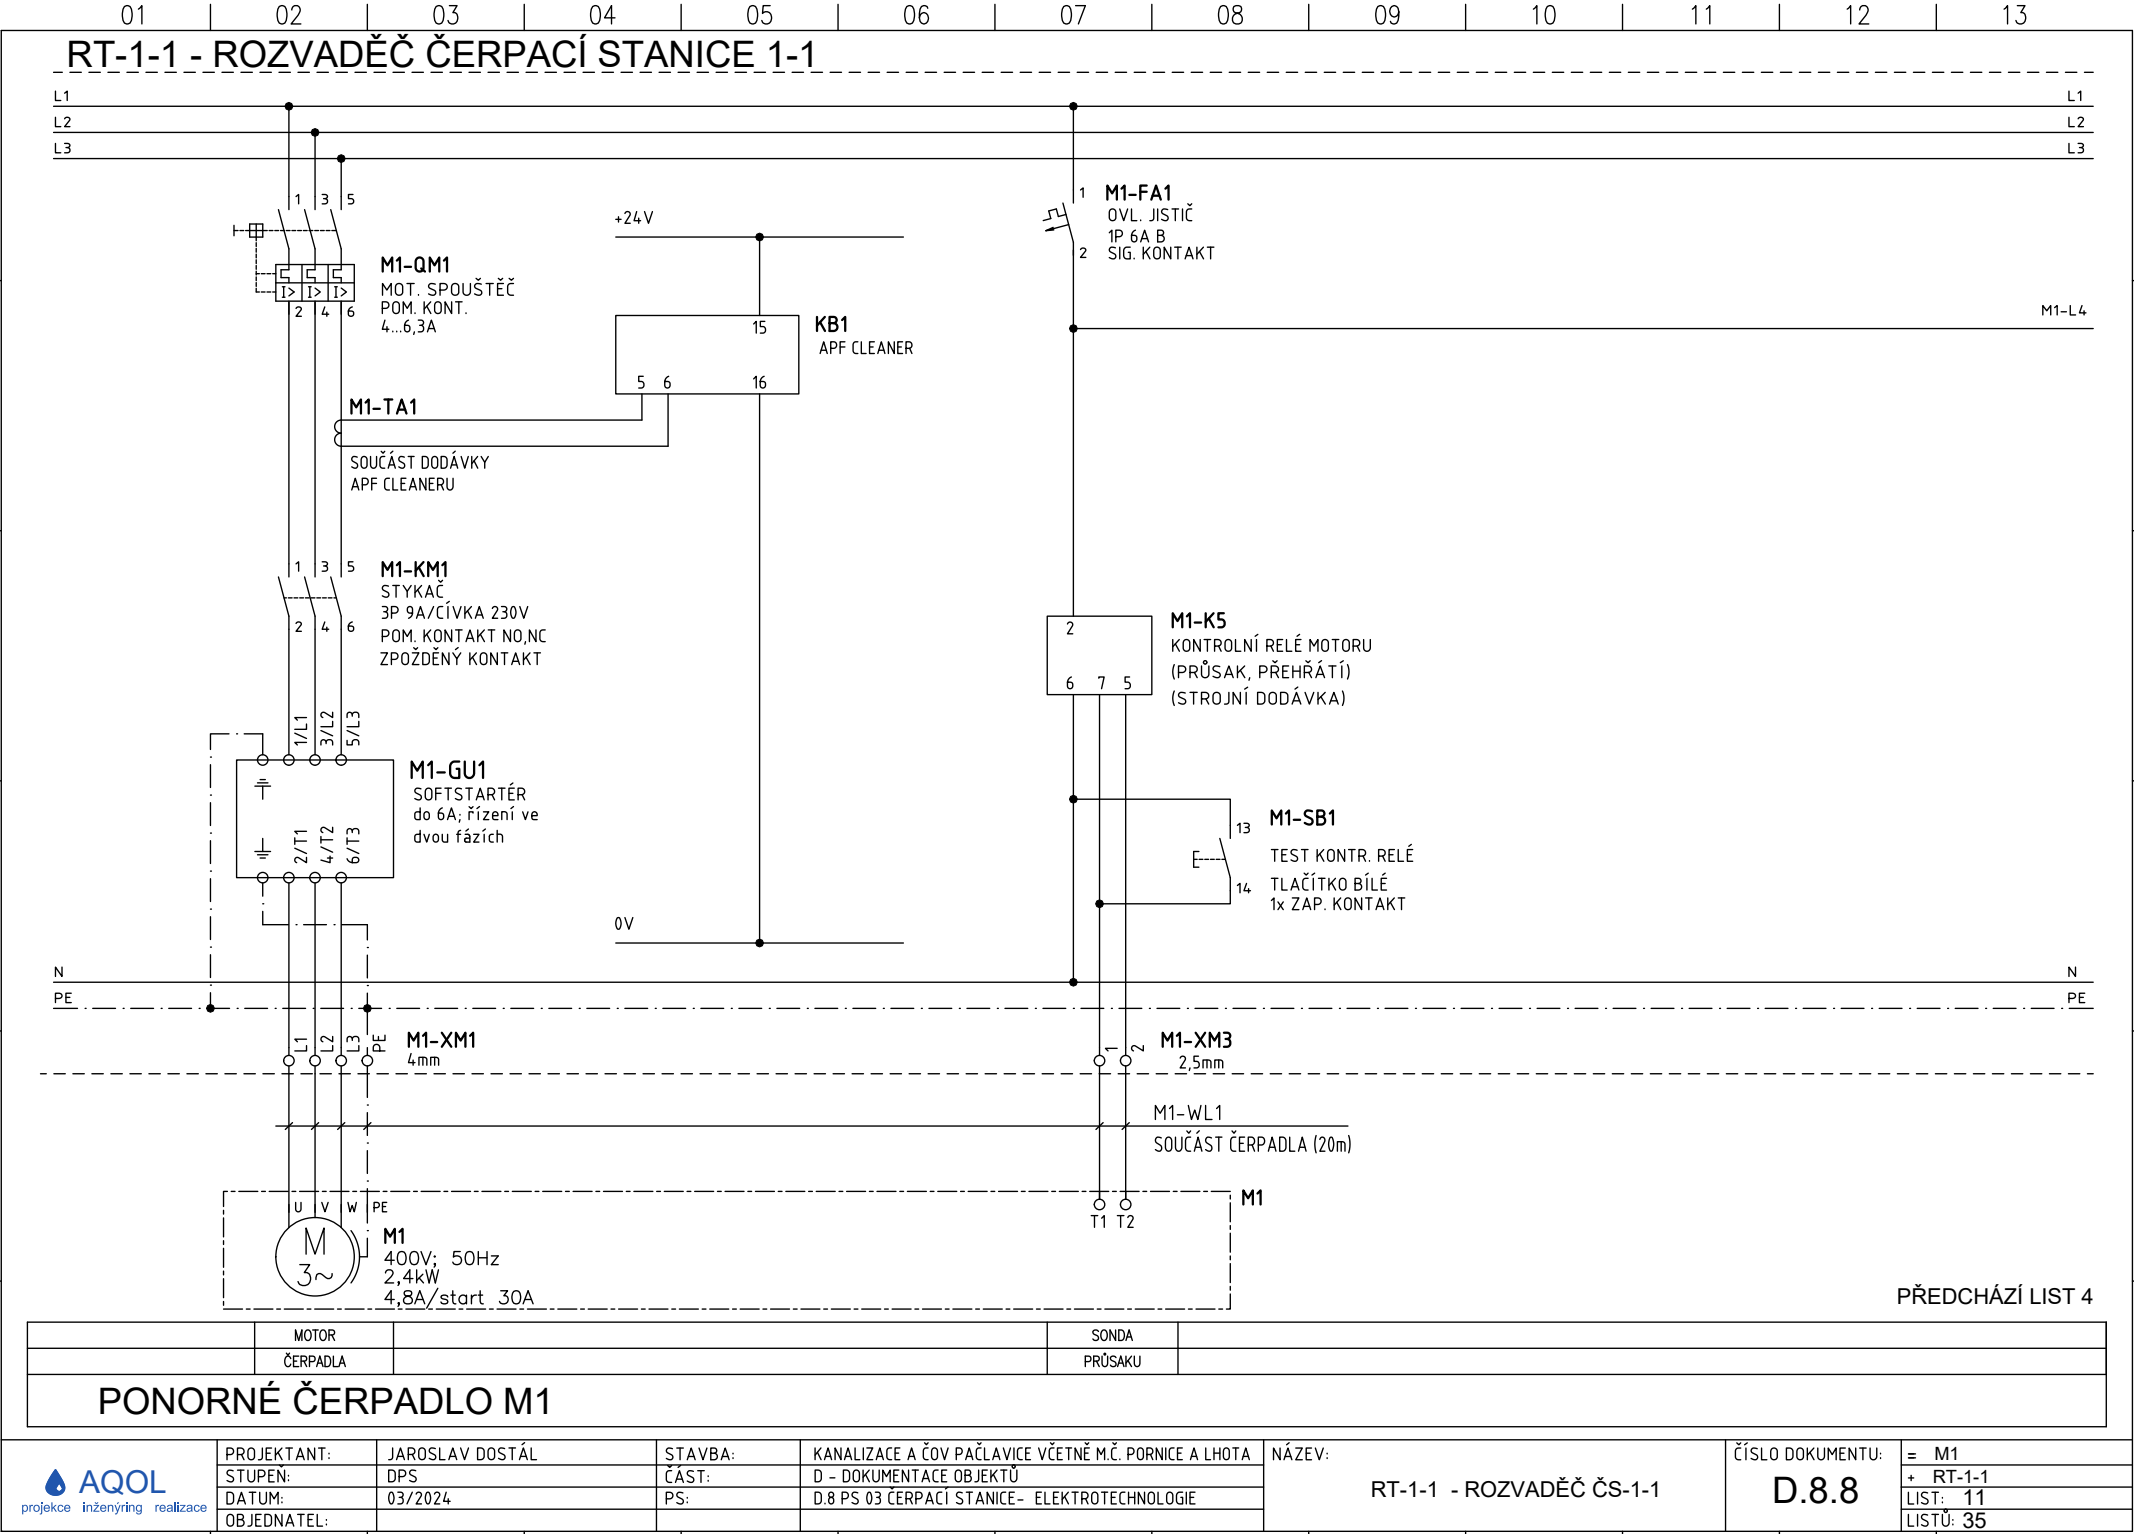 01 02 03 04 05 06 07 08 09 10 11 12 13
RT-1-1 - ROZVADĚČ ČERPACÍ STANICE 1-1
L1 L1
L2 L2
L3 L3
1 3 5
M1-QM1
MOT. SPOUŠTĚČ
POM. KONT.
4...6,3A
I> I> I>
2 4 6
+24V
15
KB1
APF CLEANER
5 6 16
1
M1-FA1
OVL. JISTIČ
1P 6A B
SIG. KONTAKT
2
M1-L4
M1-TA1
SOUČÁST DODÁVKY
APF CLEANERU
1 3 5
M1-KM1
STYKAČ
3P 9A/CÍVKA 230V
POM. KONTAKT NO,NC
ZPOŽDĚNÝ KONTAKT
2 4 6
2
M1-K5
KONTROLNÍ RELÉ MOTORU
(PRŮSAK, PŘEHŘÁTÍ)
(STROJNÍ DODÁVKA)
6 7 5
1/L1 3/L2 5/L3
M1-GU1
SOFTSTARTÉR
do 6A; řízení ve
dvou fázích
2/T1 4/T2 6/T3
13
M1-SB1
TEST KONTR. RELÉ
TLAČÍTKO BÍLÉ
1x ZAP. KONTAKT
14
0V
N N
PE PE
L1 L2 L3 PE
M1-XM1
4mm
1 2
M1-XM3
2,5mm
M1-WL1
SOUČÁST ČERPADLA (20m)
U V W PE
M
3~
M1
400V; 50Hz
2,4kW
4,8A/start 30A
T1 T2
M1
PŘEDCHÁZÍ LIST 4
MOTOR SONDA
ČERPADLA PRŮSAKU
PONORNÉ ČERPADLO M1
AQOL
projekce inženýring realizace
PROJEKTANT: JAROSLAV DOSTÁL
STUPEŇ: DPS
DATUM: 03/2024
OBJEDNATEL:
STAVBA: KANALIZACE A ČOV PAČLAVICE VČETNĚ M.Č. PORNICE A LHOTA
ČÁST: D - DOKUMENTACE OBJEKTŮ
PS: D.8 PS 03 ČERPACÍ STANICE- ELEKTROTECHNOLOGIE
NÁZEV:
RT-1-1 - ROZVADĚČ ČS-1-1
ČÍSLO DOKUMENTU:
D.8.8
= M1
+ RT-1-1
LIST: 11
LISTŮ: 35